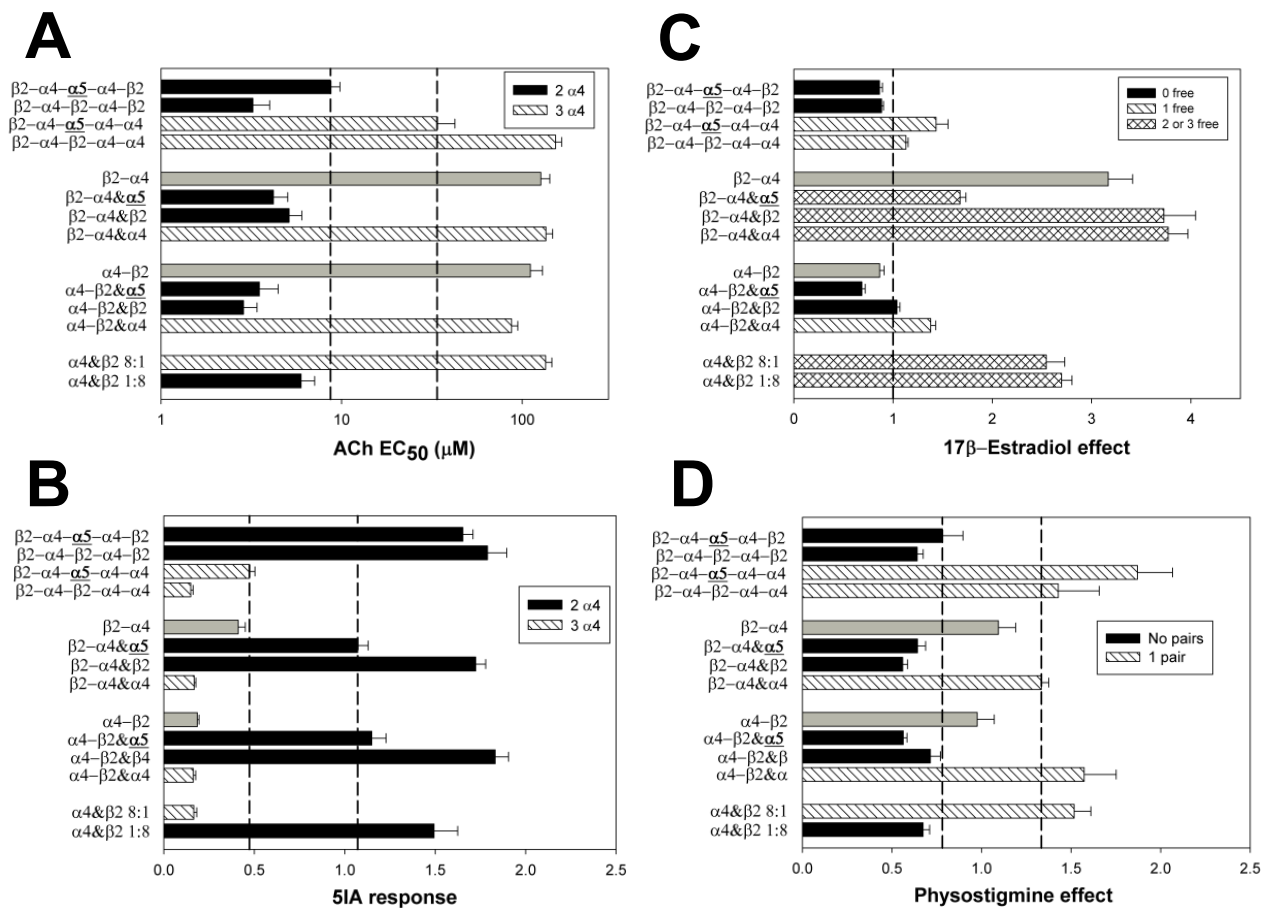 A
β2−α4−α5−α4−β2
β2−α4−β2−α4−β2
β2−α4−α5−α4−α4
β2−α4−β2−α4−α4
β2−α4
β2−α4&α5
β2−α4&β2
β2−α4&α4
α4−β2
α4−β2&α5
α4−β2&β2
α4−β2&α4
α4&β2 8:1
α4&β2 1:8
2 α4
3 α4
1 10 100
ACh EC50 (μM)
B
β2−α4−α5−α4−β2
β2−α4−β2−α4−β2
β2−α4−α5−α4−α4
β2−α4−β2−α4−α4
β2−α4
β2−α4&α5
β2−α4&β2
β2−α4&α4
α4−β2
α4−β2&α5
α4−β2&β4
α4−β2&α4
α4&β2 8:1
α4&β2 1:8
2 α4
3 α4
0.0 0.5 1.0 1.5 2.0 2.5
5IA response
C
β2−α4−α5−α4−β2
β2−α4−β2−α4−β2
β2−α4−α5−α4−α4
β2−α4−β2−α4−α4
β2−α4
β2−α4&α5
β2−α4&β2
β2−α4&α4
α4−β2
α4−β2&α5
α4−β2&β2
α4−β2&α4
α4&β2 8:1
α4&β2 1:8
0 free
1 free
2 or 3 free
0 1 2 3 4
17β−Estradiol effect
D
β2−α4−α5−α4−β2
β2−α4−β2−α4−β2
β2−α4−α5−α4−α4
β2−α4−β2−α4−α4
β2−α4
β2−α4&α5
β2−α4&β2
β2−α4&α4
α4−β2
α4−β2&α5
α4−β2&β
α4−β2&α
α4&β2 8:1
α4&β2 1:8
No pairs
1 pair
0.0 0.5 1.0 1.5 2.0 2.5
Physostigmine effect